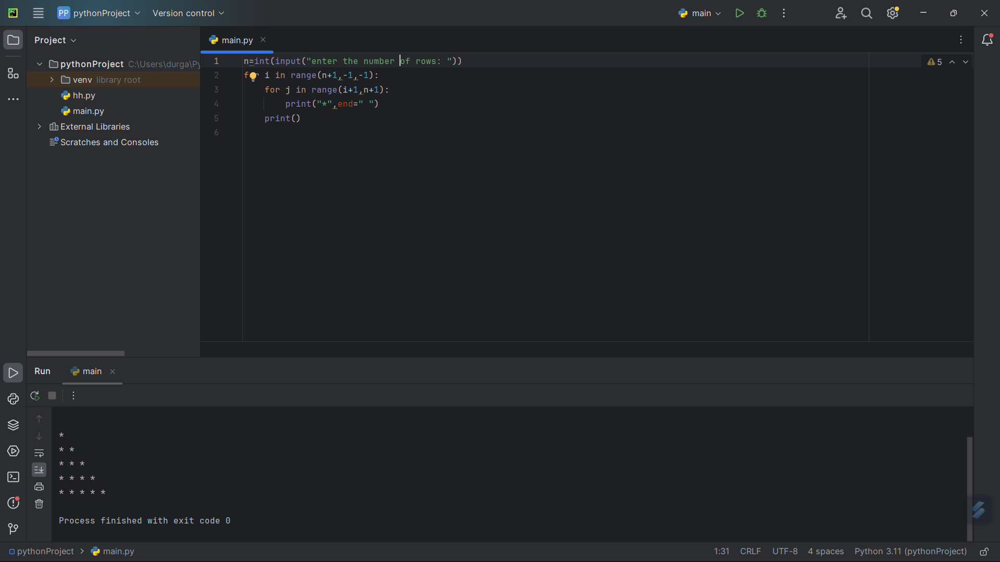 PP pythonProject Version control main
Project
main.py
pythonProject C:\Users\durga\Py
venv library root
hh.py
main.py
External Libraries
Scratches and Consoles
1 n=int(input("enter the number of rows: "))
5
2 for i in range(n+1,-1,-1):
3 for j in range(i+1,n+1):
4 print("*",end=" ")
5 print()
6
Run main
*
* *
* * *
* * * *
* * * * *
Process finished with exit code 0
pythonProject > main.py 1:31 CRLF UTF-8 4 spaces Python 3.11 (pythonProject)